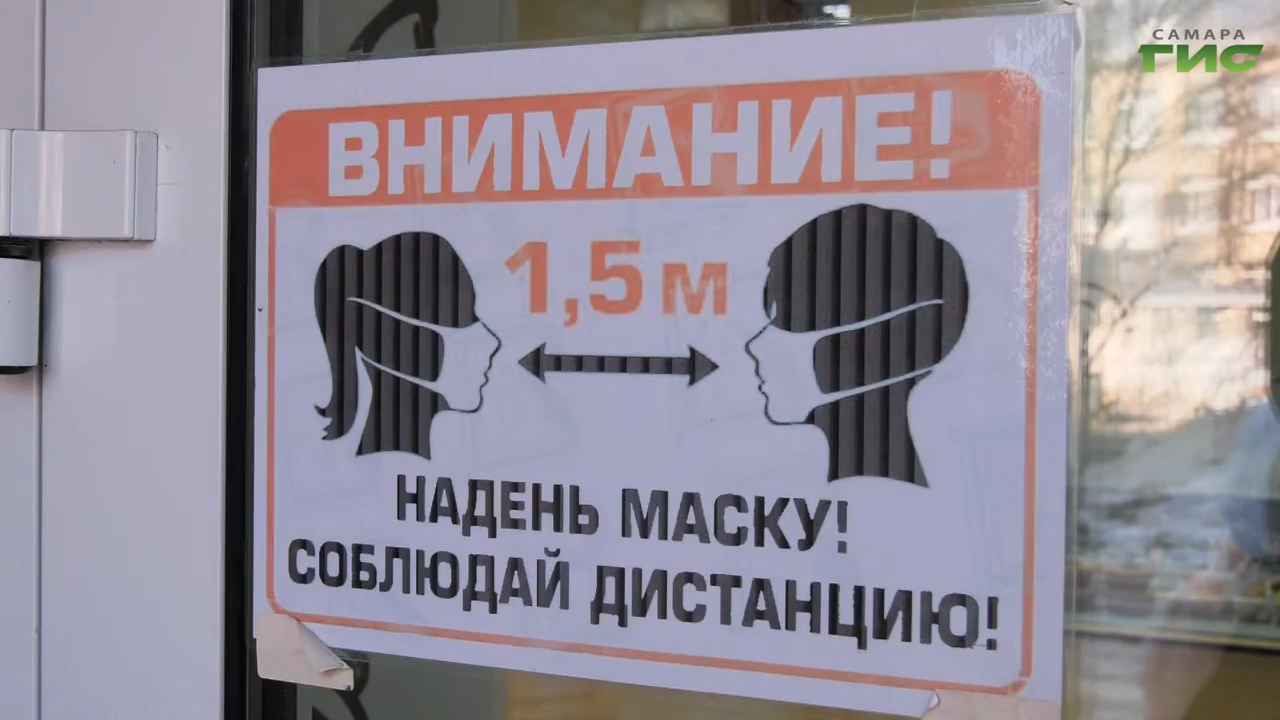 САМАРА
ГИС
ВНИМАНИЕ!
1,5 м
НАДЕНЬ МАСКУ!
СОБЛЮДАЙ ДИСТАНЦИЮ!